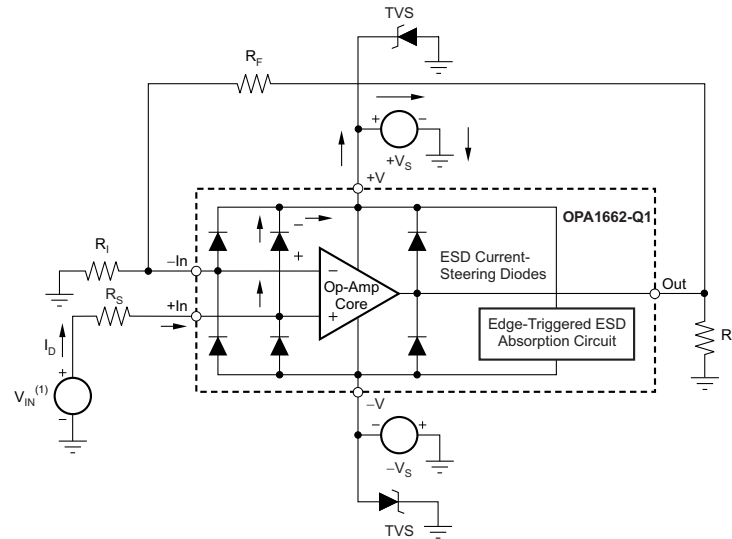 TVS
R_F
+ −
+V_S
+V
OPA1662-Q1
R_I
−In
−
+
−
Op-Amp
Core
+
ESD Current-
Steering Diodes
Out
R_S
+In
Edge-Triggered ESD
Absorption Circuit
R
I_D
+
V_IN^(1)
−
−V
− +
−V_S
TVS